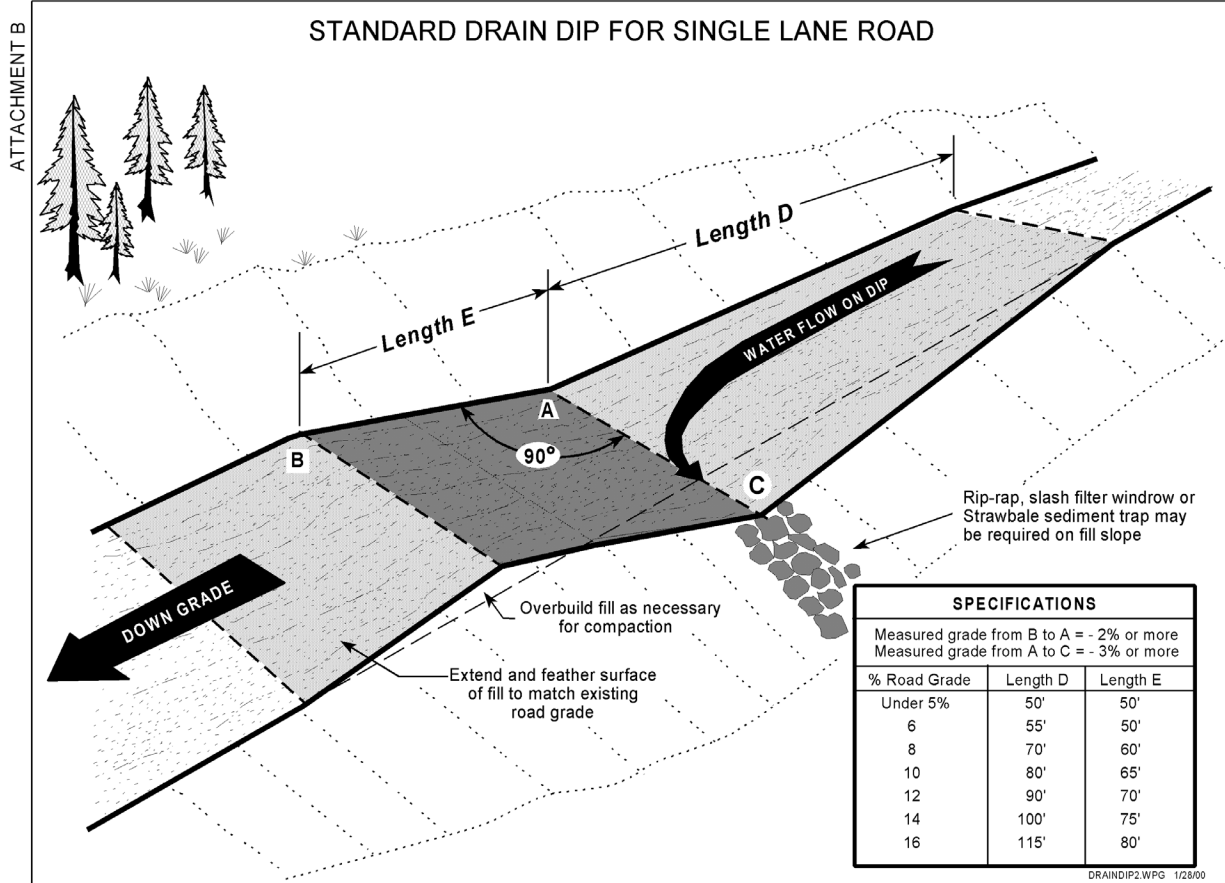 ATTACHMENT B
STANDARD DRAIN DIP FOR SINGLE LANE ROAD
Length D
Length E
WATER FLOW ON DIP
A
B
90°
C
DOWN GRADE
Rip-rap, slash filter windrow or
Strawbale sediment trap may
be required on fill slope
Overbuild fill as necessary
for compaction
Extend and feather surface
of fill to match existing
road grade
SPECIFICATIONS
Measured grade from B to A = - 2% or more
Measured grade from A to C = - 3% or more
% Road Grade Length D Length E
Under 5% 50' 50'
6 55' 50'
8 70' 60'
10 80' 65'
12 90' 70'
14 100' 75'
16 115' 80'
DRAINDIP2.WPG 1/28/00